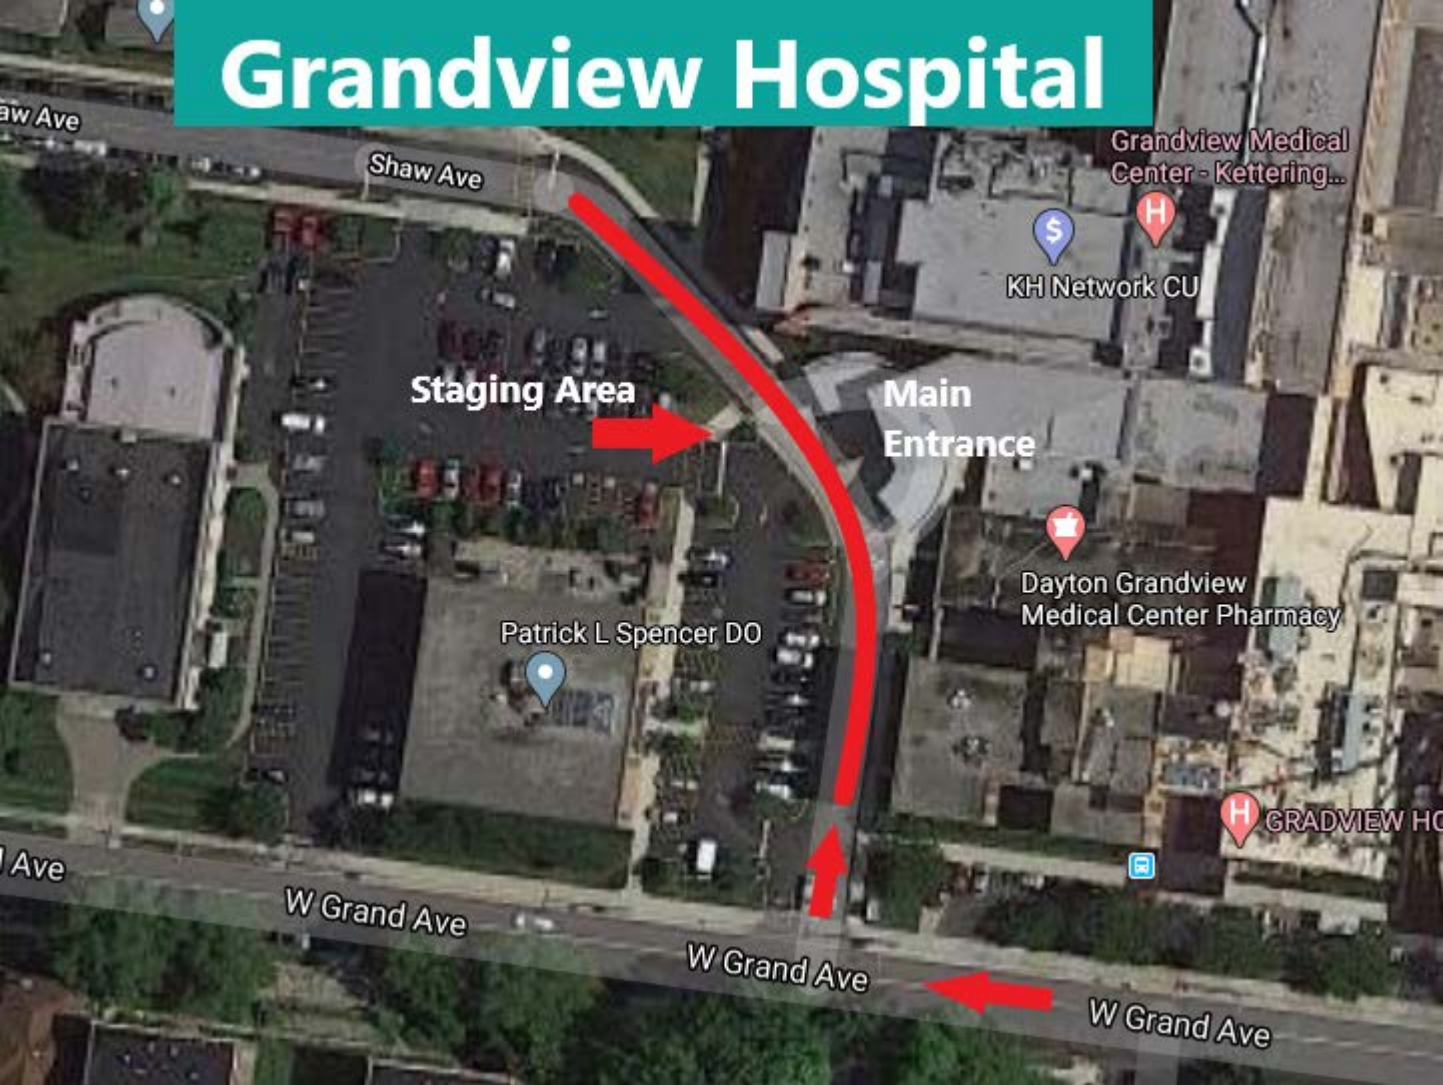 Grandview Hospital
aw Ave
Shaw Ave
Grandview Medical
Center - Kettering...
H
$
KH Network CU
Staging Area
Main
Entrance
Dayton Grandview
Medical Center Pharmacy
Patrick L Spencer DO
H
GRADVIEW HO
Ave
W Grand Ave
W Grand Ave
W Grand Ave